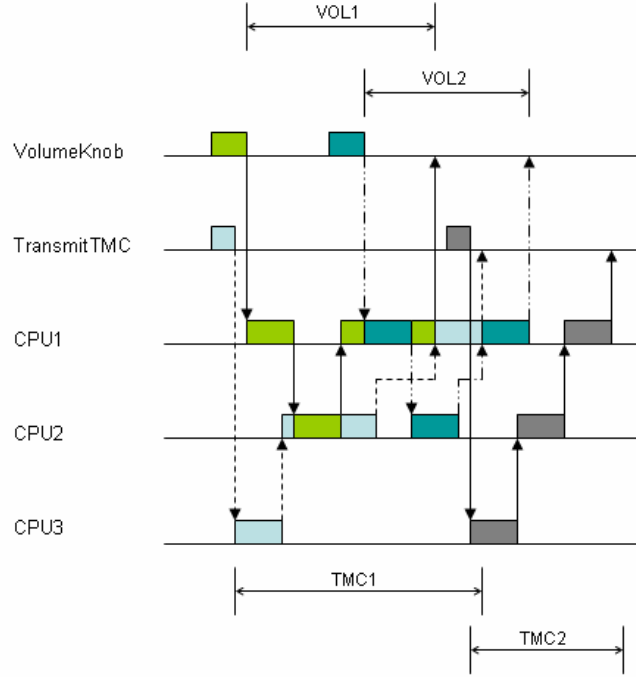 VOL1
VOL2
VolumeKnob
TransmitTMC
CPU1
CPU2
CPU3
TMC1
TMC2